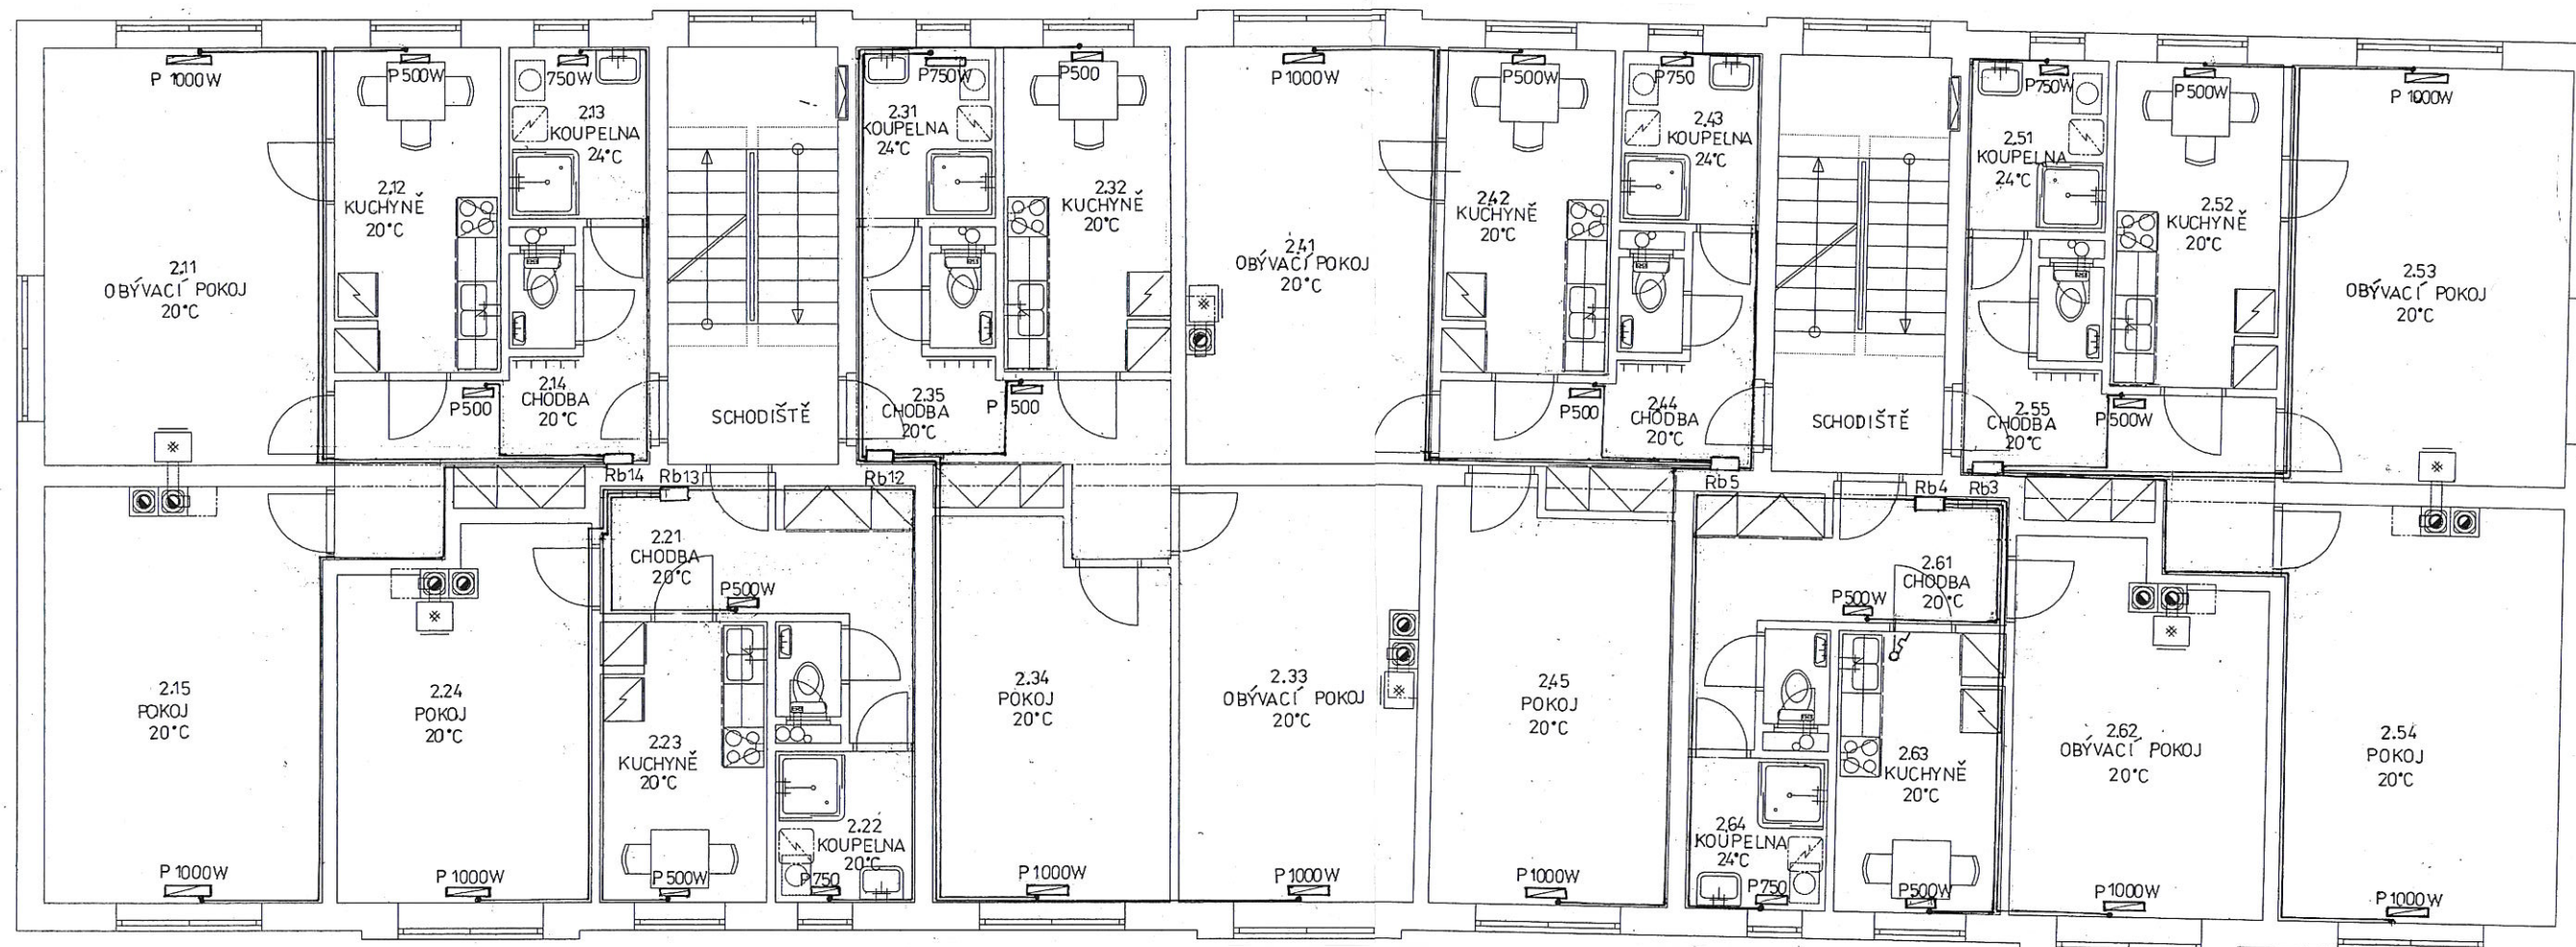 P 1000W
P 500W
750W
P750W
P500
P 1000W
P500W
P750
P750W
P500W
P 1000W
2.13
KOUPELNA
24°C
2.31
KOUPELNA
24°C
2.43
KOUPELNA
24°C
2.51
KOUPELNA
24°C
2.12
KUCHYNĚ
20°C
2.32
KUCHYNĚ
20°C
2.42
KUCHYNĚ
20°C
2.52
KUCHYNĚ
20°C
2.11
OBÝVACÍ POKOJ
20°C
2.41
OBÝVACÍ POKOJ
20°C
2.53
OBÝVACÍ POKOJ
20°C
P500
2.14
CHODBA
20°C
SCHODIŠTĚ
2.35
CHODBA
20°C
P 500
P500
2.44
CHODBA
20°C
SCHODIŠTĚ
2.55
CHODBA
20°C
P500W
Rb14
Rb13
Rb12
Rb5
Rb4
Rb3
2.21
CHODBA
20°C
P500W
2.61
CHODBA
20°C
P500W
2.15
POKOJ
20°C
2.24
POKOJ
20°C
2.23
KUCHYNĚ
20°C
2.34
POKOJ
20°C
2.33
OBÝVACÍ POKOJ
20°C
2.45
POKOJ
20°C
2.63
KUCHYNĚ
20°C
2.62
OBÝVACÍ POKOJ
20°C
2.54
POKOJ
20°C
2.22
KOUPELNA
20°C
2.64
KOUPELNA
24°C
P 1000W
P 1000W
P 500W
P750
P1000W
P 1000W
P1000W
P750
P500W
P1000W
P 1000W